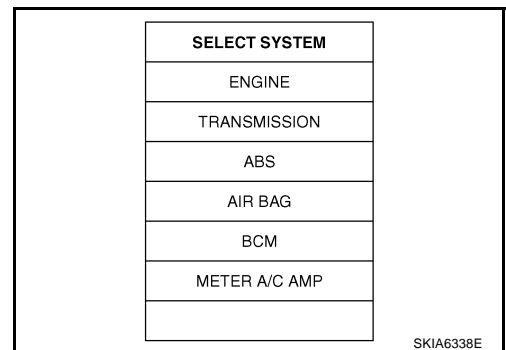 SELECT SYSTEM
ENGINE
TRANSMISSION
ABS
AIR BAG
BCM
METER A/C AMP
SKIA6338E